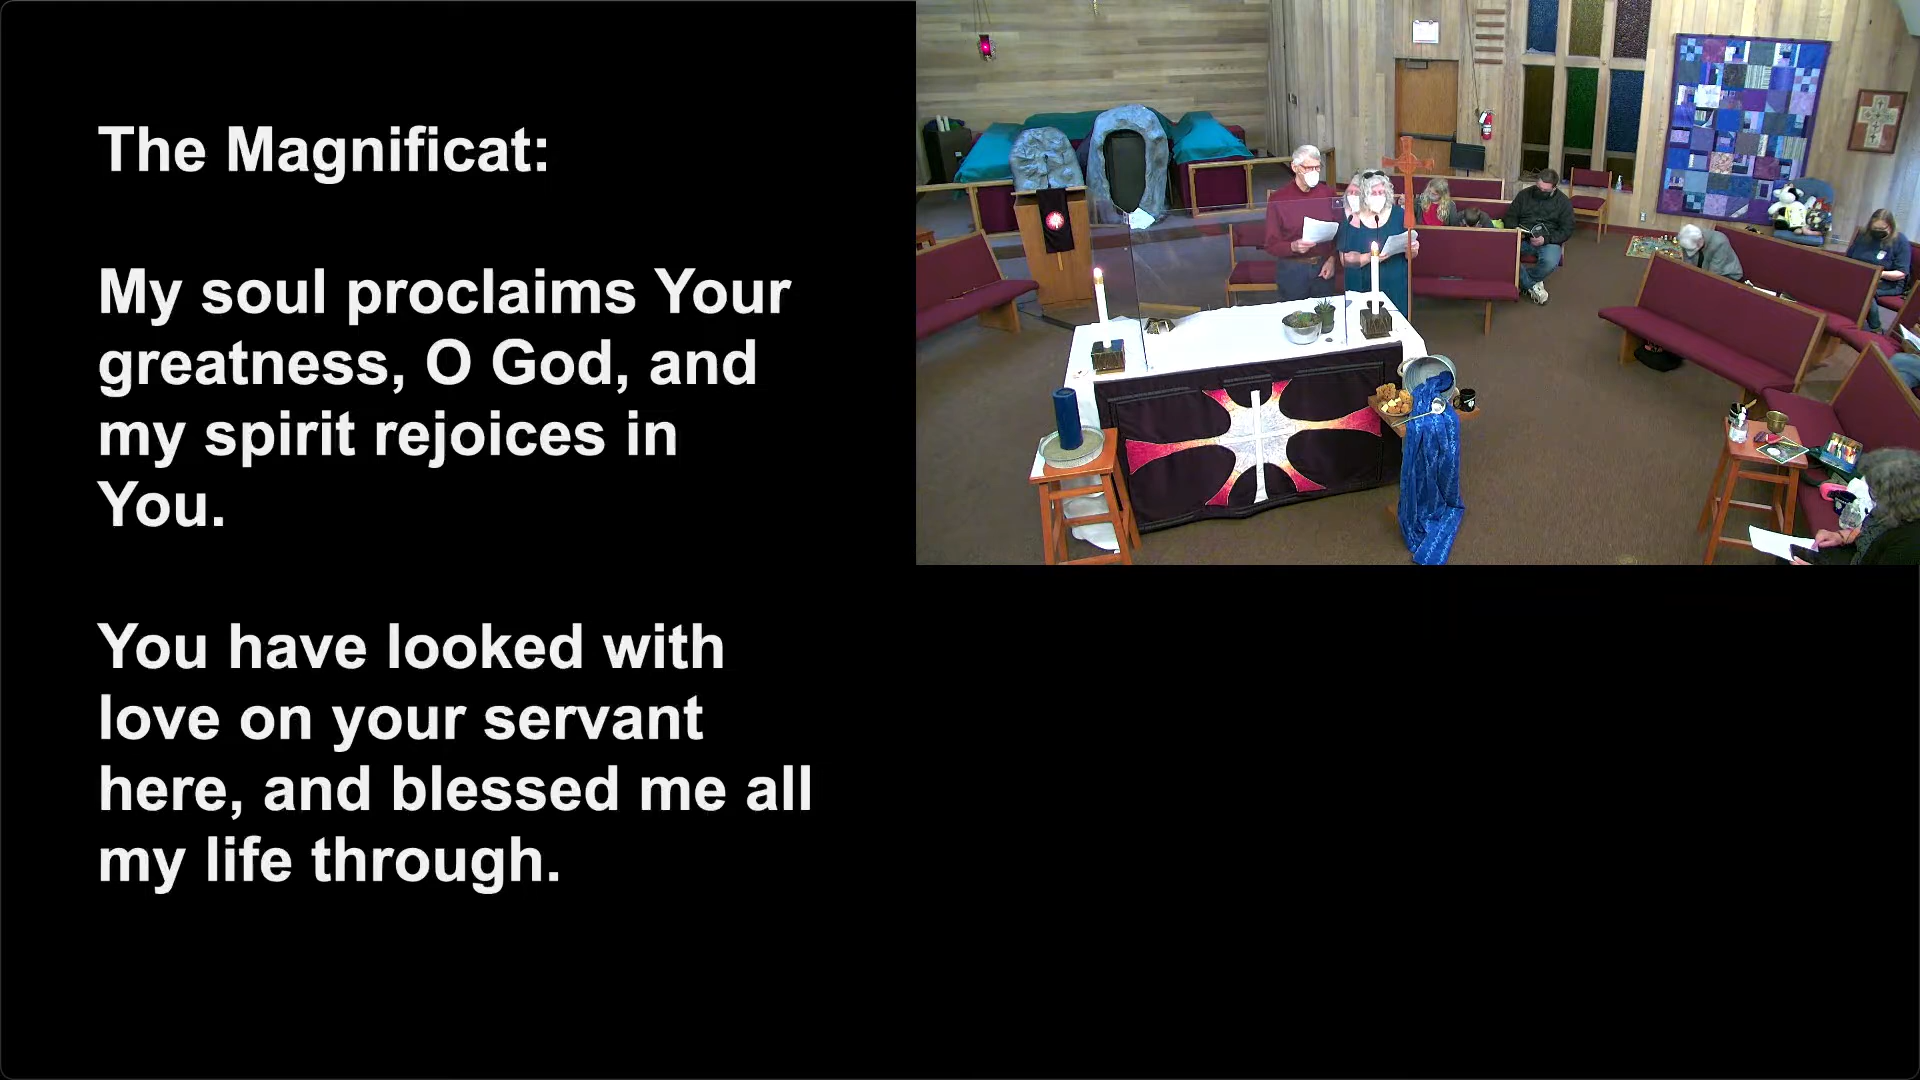 The Magnificat:
My soul proclaims Your
greatness, O God, and
my spirit rejoices in
You.
You have looked with
love on your servant
here, and blessed me all
my life through.